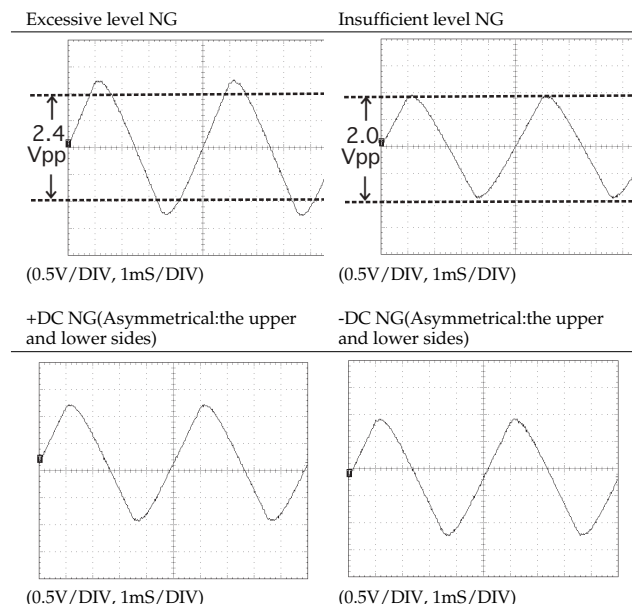 Excessive level NG
2.4
Vpp
(0.5V/DIV, 1mS/DIV)
Insufficient level NG
2.0
Vpp
(0.5V/DIV, 1mS/DIV)
+DC NG(Asymmetrical:the upper
and lower sides)
(0.5V/DIV, 1mS/DIV)
-DC NG(Asymmetrical:the upper
and lower sides)
(0.5V/DIV, 1mS/DIV)